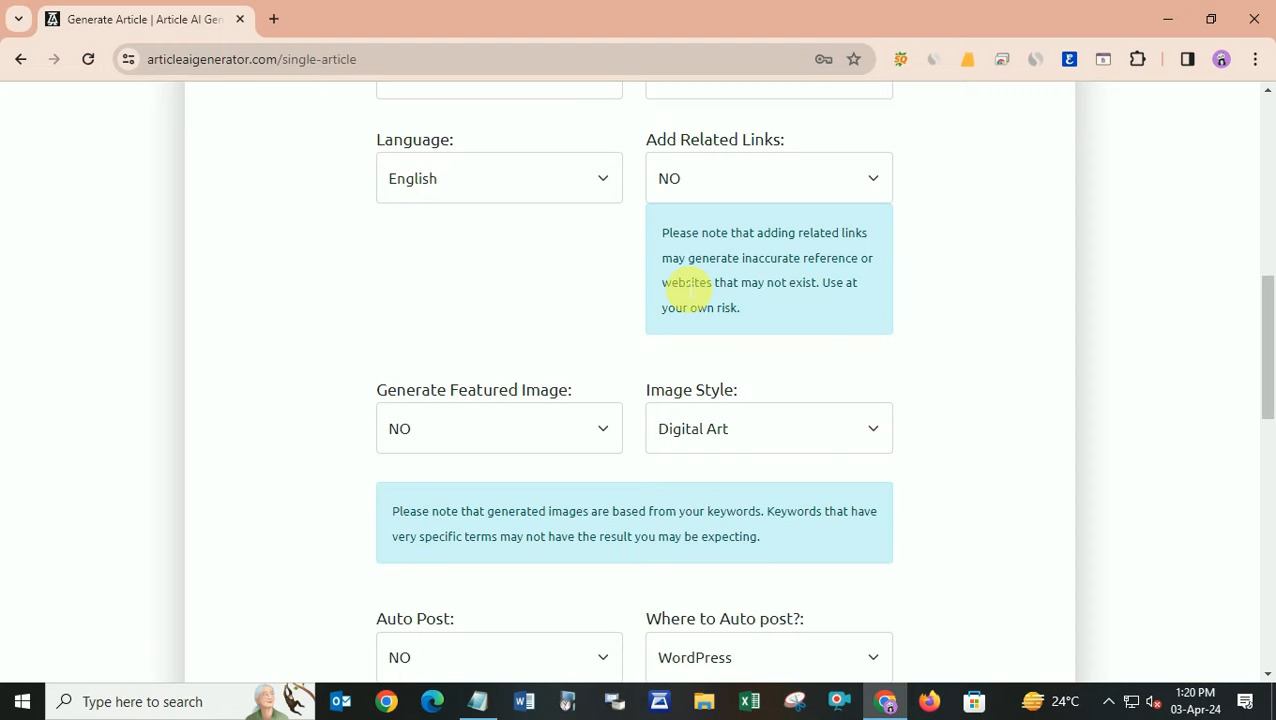 Generate Article | Article AI Gen
articleaigenerator.com/single-article
Language:
Add Related Links:
English
NO
Please note that adding related links
may generate inaccurate reference or
websites that may not exist. Use at
your own risk.
Generate Featured Image:
Image Style:
NO
Digital Art
Please note that generated images are based from your keywords. Keywords that have
very specific terms may not have the result you may be expecting.
Auto Post:
Where to Auto post?:
NO
WordPress
Type here to search
24°C
1:20 PM
03-Apr-24